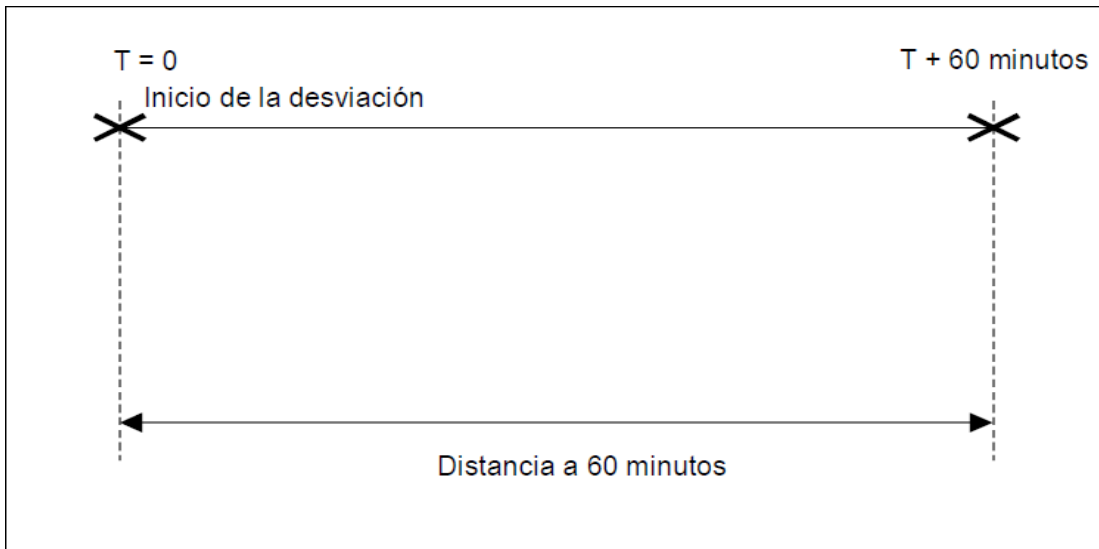 T = 0
T + 60 minutos
Inicio de la desviación
Distancia a 60 minutos